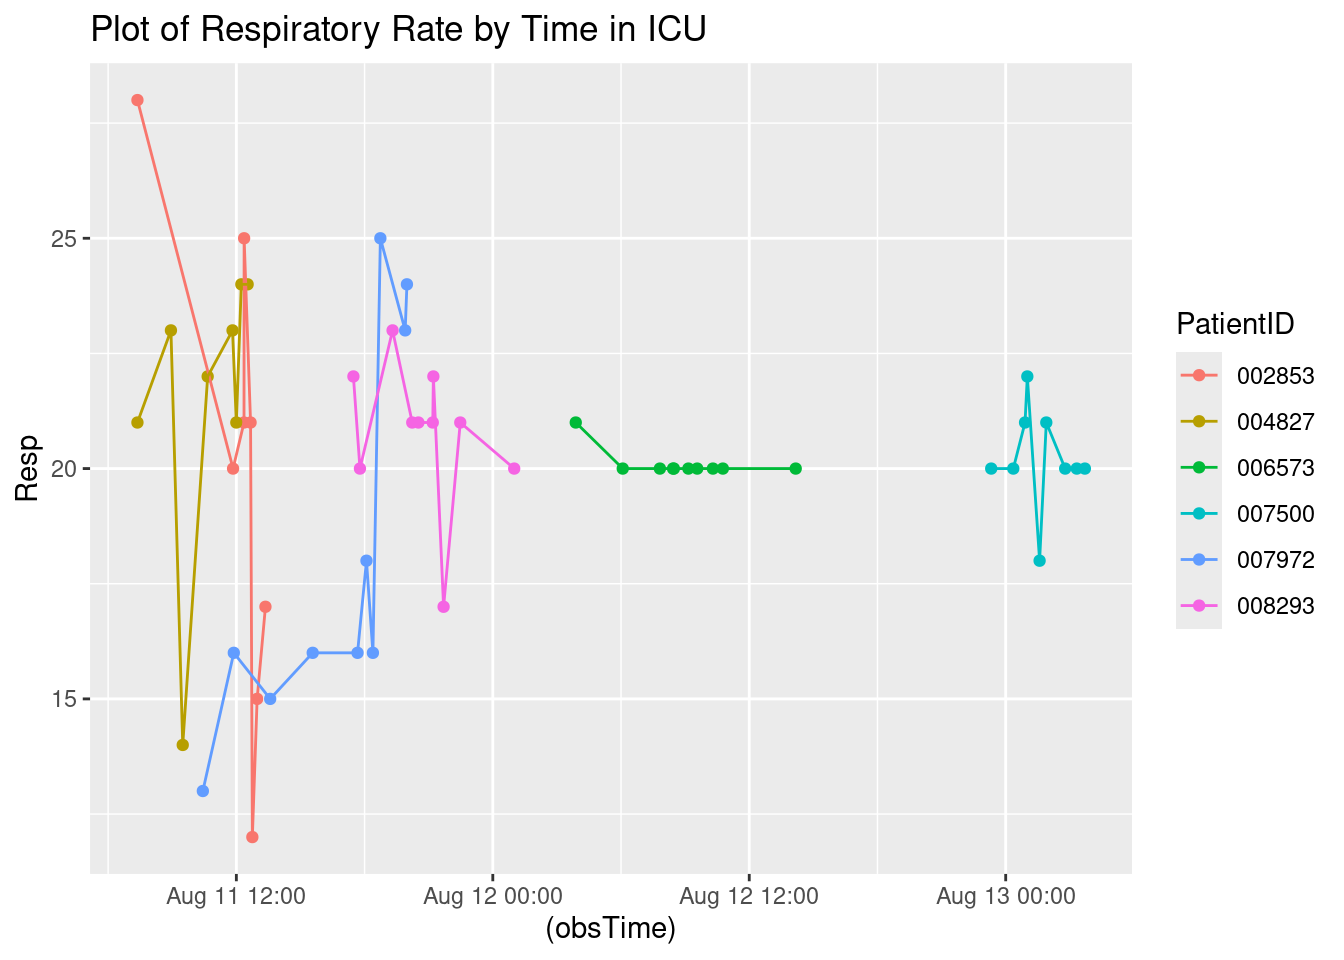 Plot of Respiratory Rate by Time in ICU
25
20
15
Resp
Aug 11 12:00
Aug 12 00:00
Aug 12 12:00
Aug 13 00:00
(obsTime)
PatientID
002853
004827
006573
007500
007972
008293